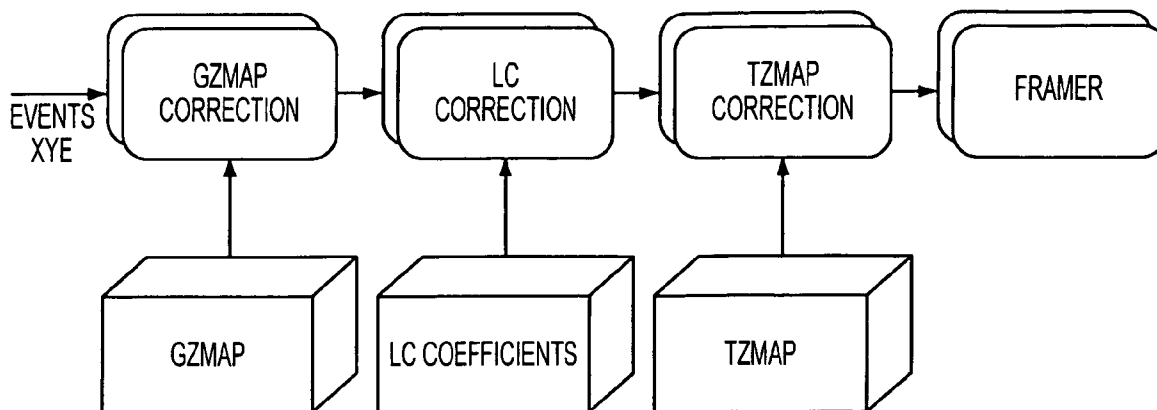 EVENTS
XYE
GZMAP
CORRECTION
LC
CORRECTION
TZMAP
CORRECTION
FRAMER
GZMAP
LC COEFFICIENTS
TZMAP